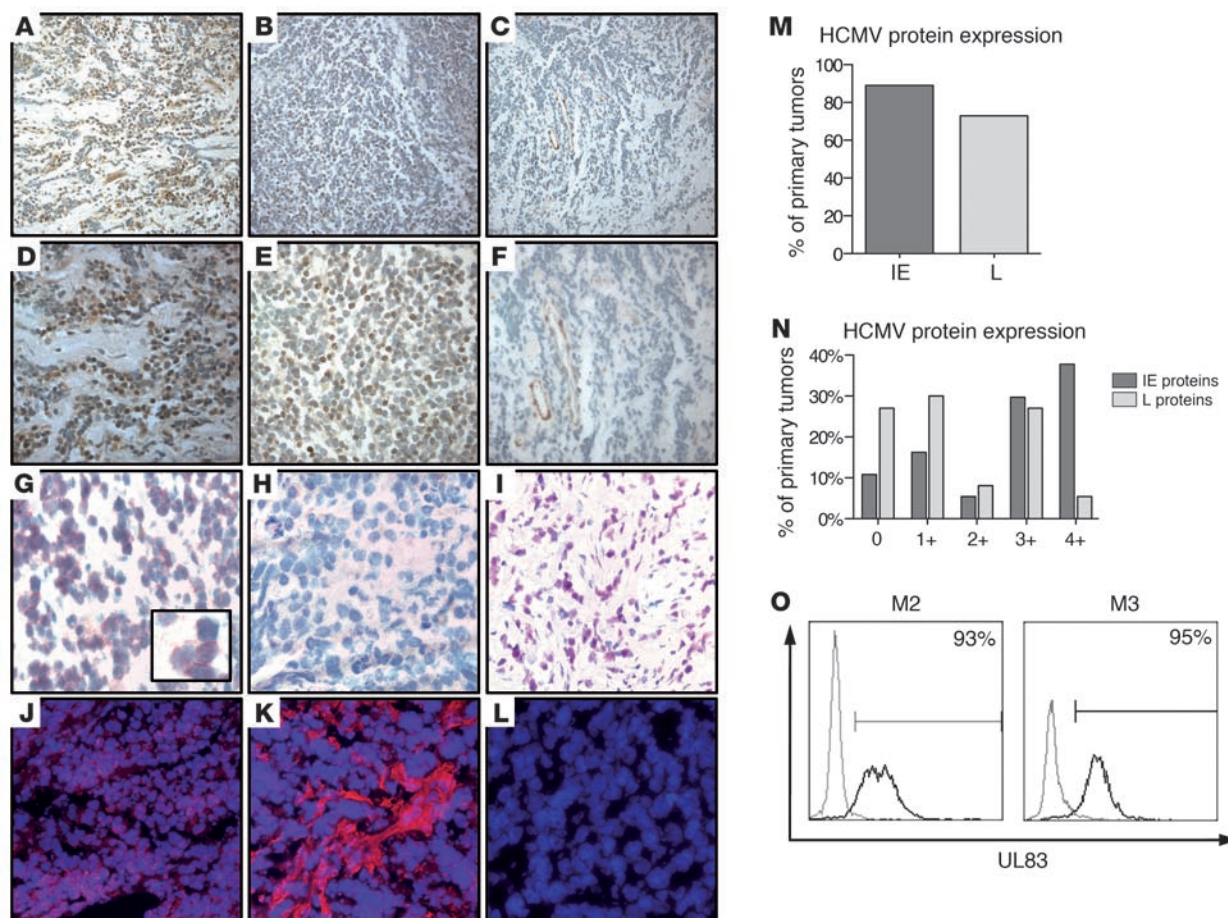 A
B
C
D
E
F
G
H
I
J
K
L
M
HCMV protein expression
% of primary tumors
100
80
60
40
20
0
IE
L
N
HCMV protein expression
% of primary tumors
40%
30%
20%
10%
0%
0
1+
2+
3+
4+
IE proteins
L proteins
O
M2
93%
M3
95%
UL83